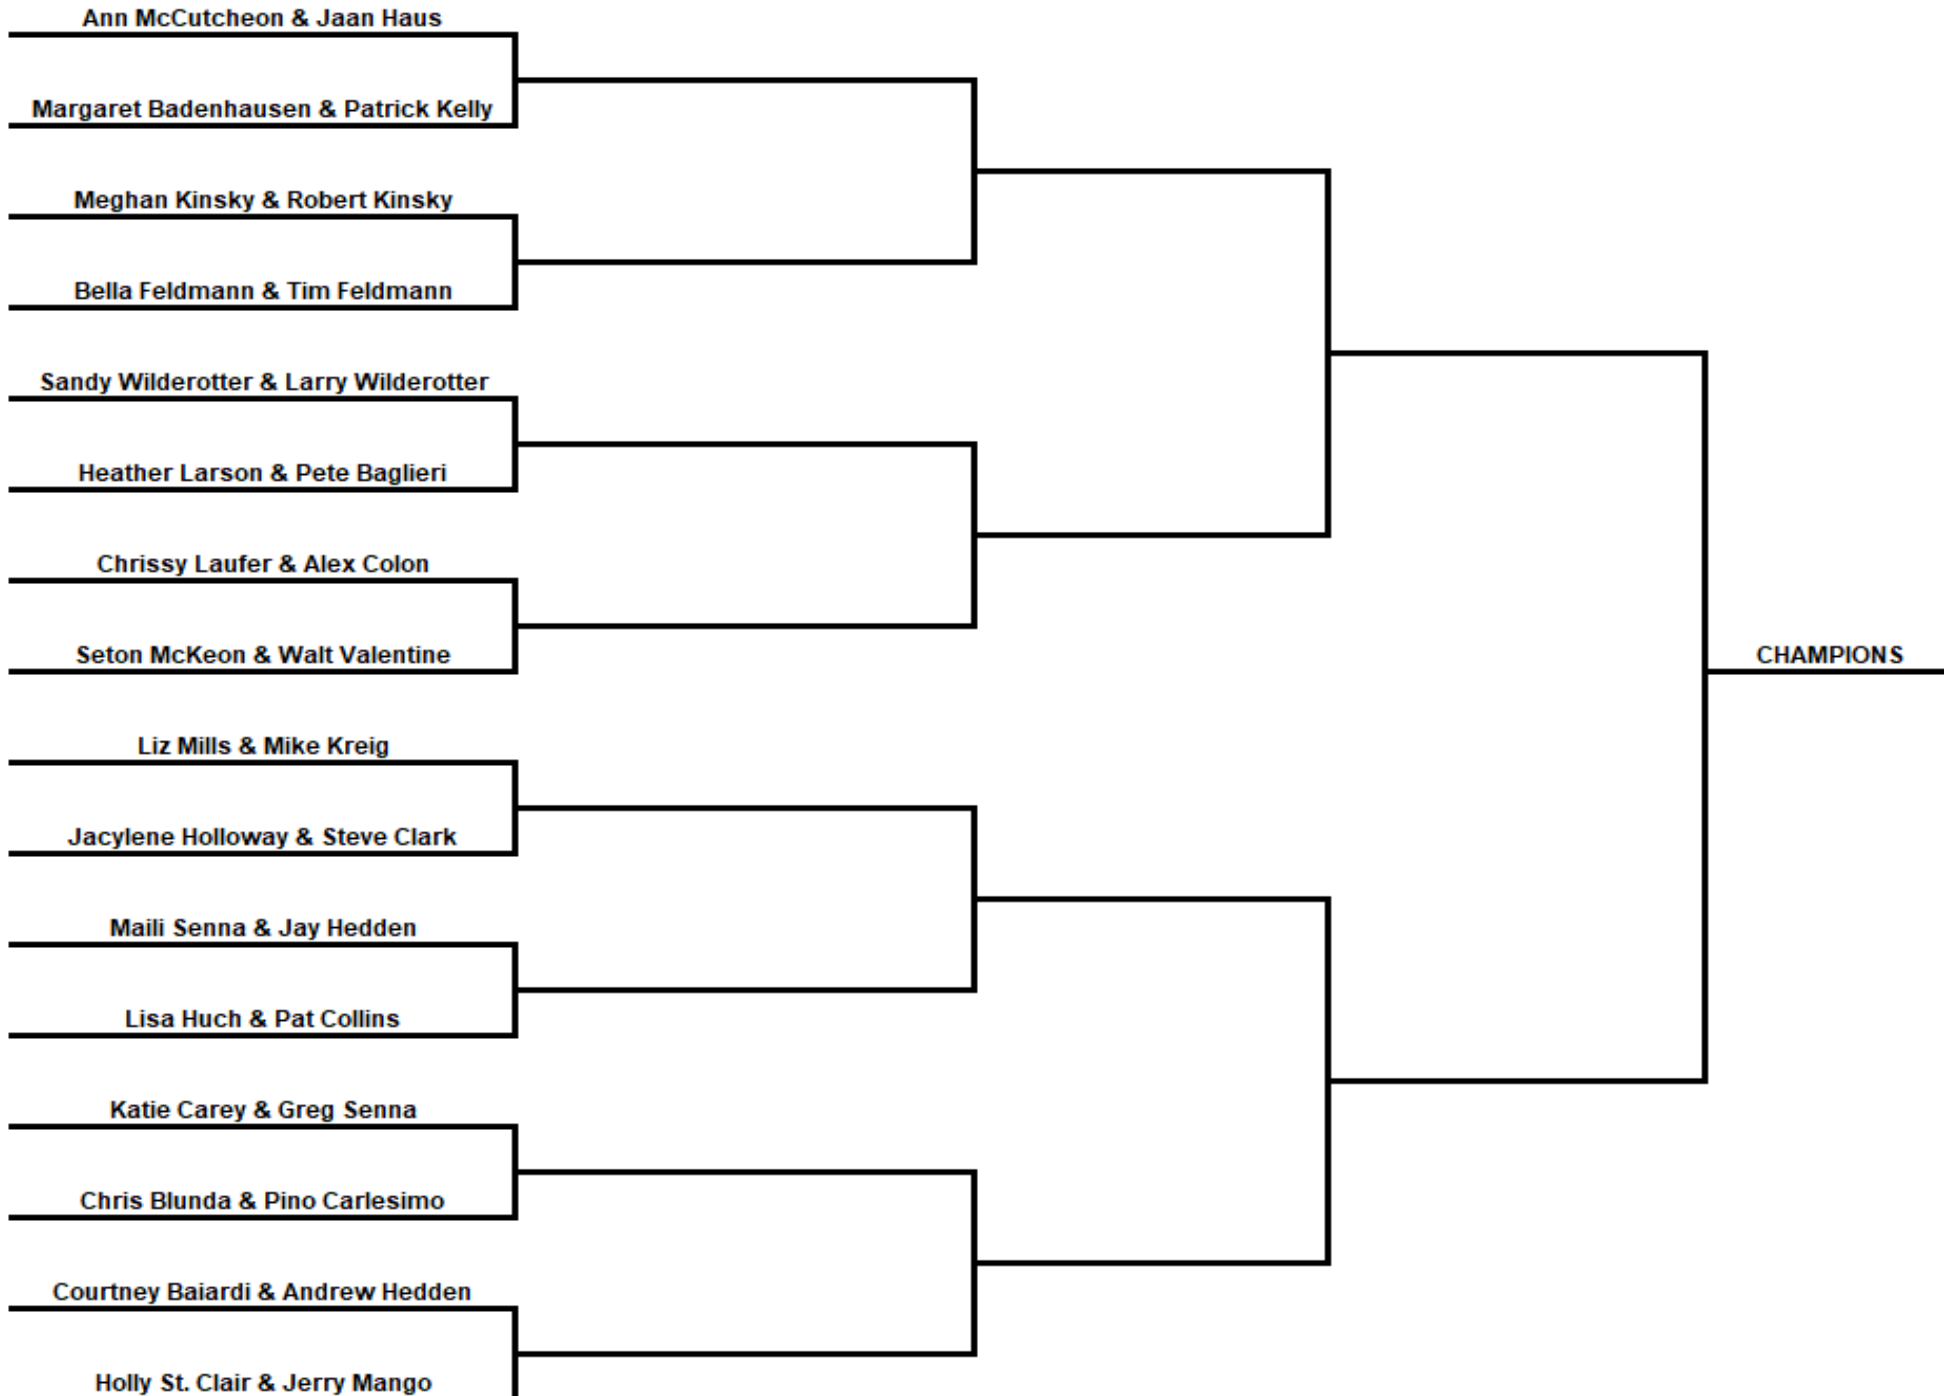 Ann McCutcheon & Jaan Haus
Margaret Badenhausen & Patrick Kelly
Meghan Kinsky & Robert Kinsky
Bella Feldmann & Tim Feldmann
Sandy Wilderotter & Larry Wilderotter
Heather Larson & Pete Baglieri
Chrissy Laufer & Alex Colon
Seton McKeon & Walt Valentine
CHAMPIONS
Liz Mills & Mike Kreig
Jacylene Holloway & Steve Clark
Maili Senna & Jay Hedden
Lisa Huch & Pat Collins
Katie Carey & Greg Senna
Chris Blunda & Pino Carlesimo
Courtney Baiardi & Andrew Hedden
Holly St. Clair & Jerry Mango